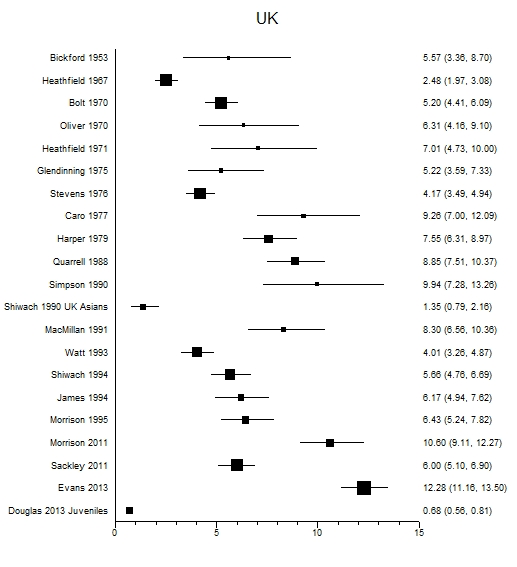 UK
Bickford 1953 5.57 (3.36, 8.70)
Heathfield 1967 2.48 (1.97, 3.08)
Bolt 1970 5.20 (4.41, 6.09)
Oliver 1970 6.31 (4.16, 9.10)
Heathfield 1971 7.01 (4.73, 10.00)
Glendinning 1975 5.22 (3.59, 7.33)
Stevens 1976 4.17 (3.49, 4.94)
Caro 1977 9.26 (7.00, 12.09)
Harper 1979 7.55 (6.31, 8.97)
Quarrell 1988 8.85 (7.51, 10.37)
Simpson 1990 9.94 (7.28, 13.26)
Shiwach 1990 UK Asians 1.35 (0.79, 2.16)
MacMillan 1991 8.30 (6.56, 10.36)
Watt 1993 4.01 (3.26, 4.87)
Shiwach 1994 5.66 (4.76, 6.69)
James 1994 6.17 (4.94, 7.62)
Morrison 1995 6.43 (5.24, 7.82)
Morrison 2011 10.60 (9.11, 12.27)
Sackley 2011 6.00 (5.10, 6.90)
Evans 2013 12.28 (11.16, 13.50)
Douglas 2013 Juveniles 0.68 (0.56, 0.81)
0 5 10 15